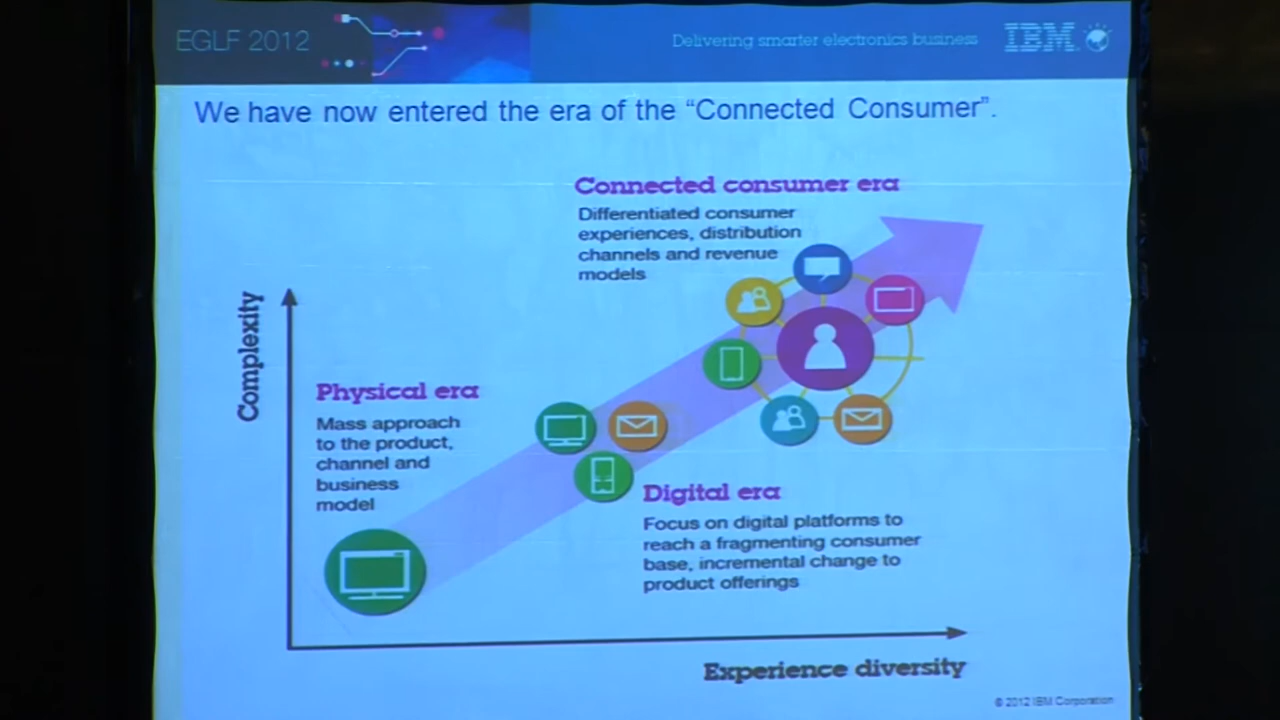 EGLF 2012
Delivering smarter electronics business
IBM
We have now entered the era of the “Connected Consumer”.
Connected consumer era
Differentiated consumer
experiences, distribution
channels and revenue
models
Complexity
Physical era
Mass approach
to the product,
channel and
business
model
Digital era
Focus on digital platforms to
reach a fragmenting consumer
base, incremental change to
product offerings
Experience diversity
© 2012 IBM Corporation